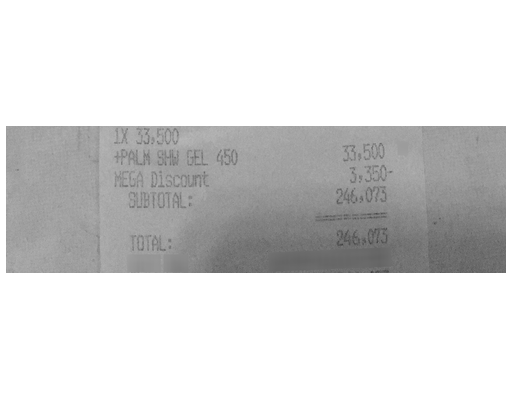 1X 33,500
+PALM SHW GEL 450 33,500
MEGA Discount 3,350-
SUBTOTAL: 246,073
TOTAL: 246,073